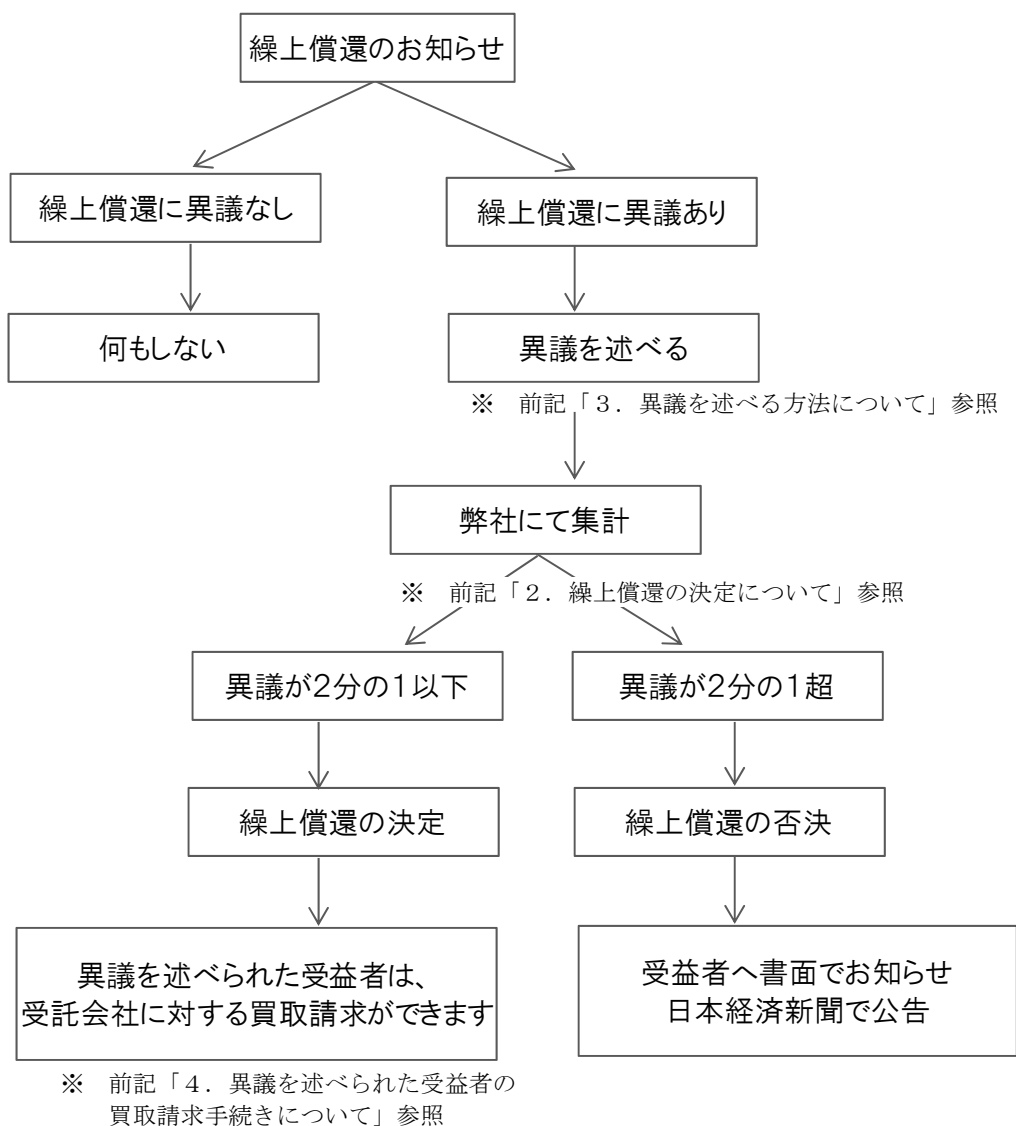 繰上償還のお知らせ
繰上償還に異議なし
繰上償還に異議あり
何もしない
異議を述べる
※　前記「３．異議を述べる方法について」参照
弊社にて集計
※　前記「２．繰上償還の決定について」参照
異議が２分の１以下
異議が２分の１超
繰上償還の決定
繰上償還の否決
異議を述べられた受益者は、
受託会社に対する買取請求ができます
受益者へ書面でお知らせ
日本経済新聞で公告
※　前記「４．異議を述べられた受益者の
買取請求手続きについて」参照